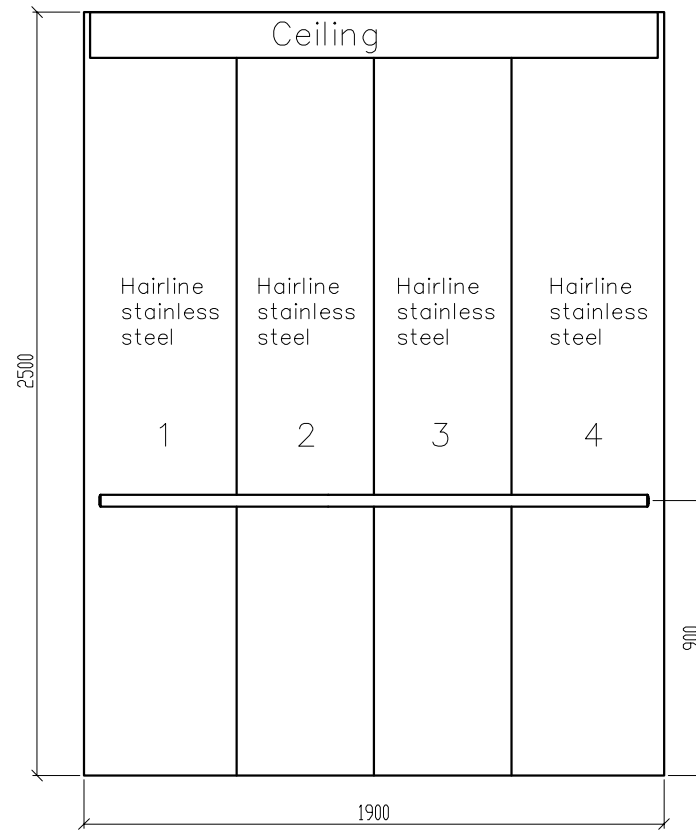 Ceiling
Hairline
stainless
steel
Hairline
stainless
steel
Hairline
stainless
steel
Hairline
stainless
steel
2500
1
2
3
4
900
1900